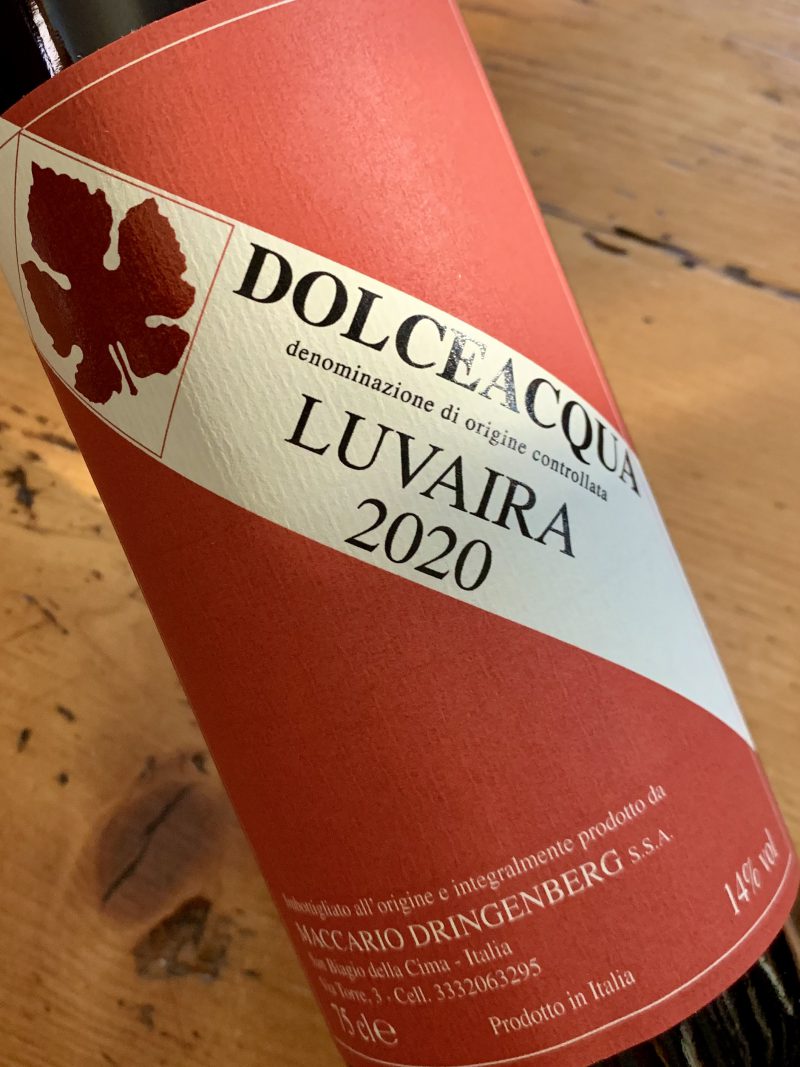 DOLCEACQUA
denominazione di origine controllata
LUVAIRA
2020
Imbottigliato all' origine e integralmente prodotto da
MACCARIO DRINGENBERG S.S.A.
San Biagio della Cima - Italia
Via Torre, 3 - Cell. 3332063295
75 cl e
Prodotto in Italia
14% vol